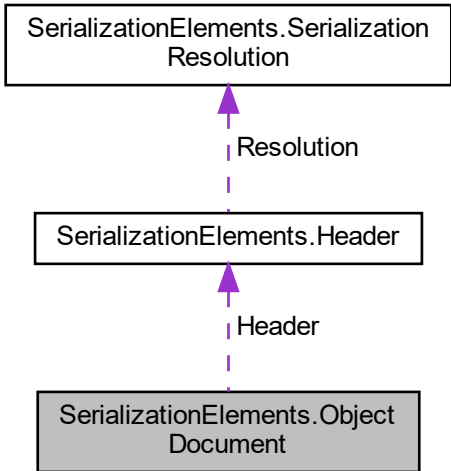 SerializationElements.Serialization
Resolution
Resolution
SerializationElements.Header
Header
SerializationElements.Object
Document